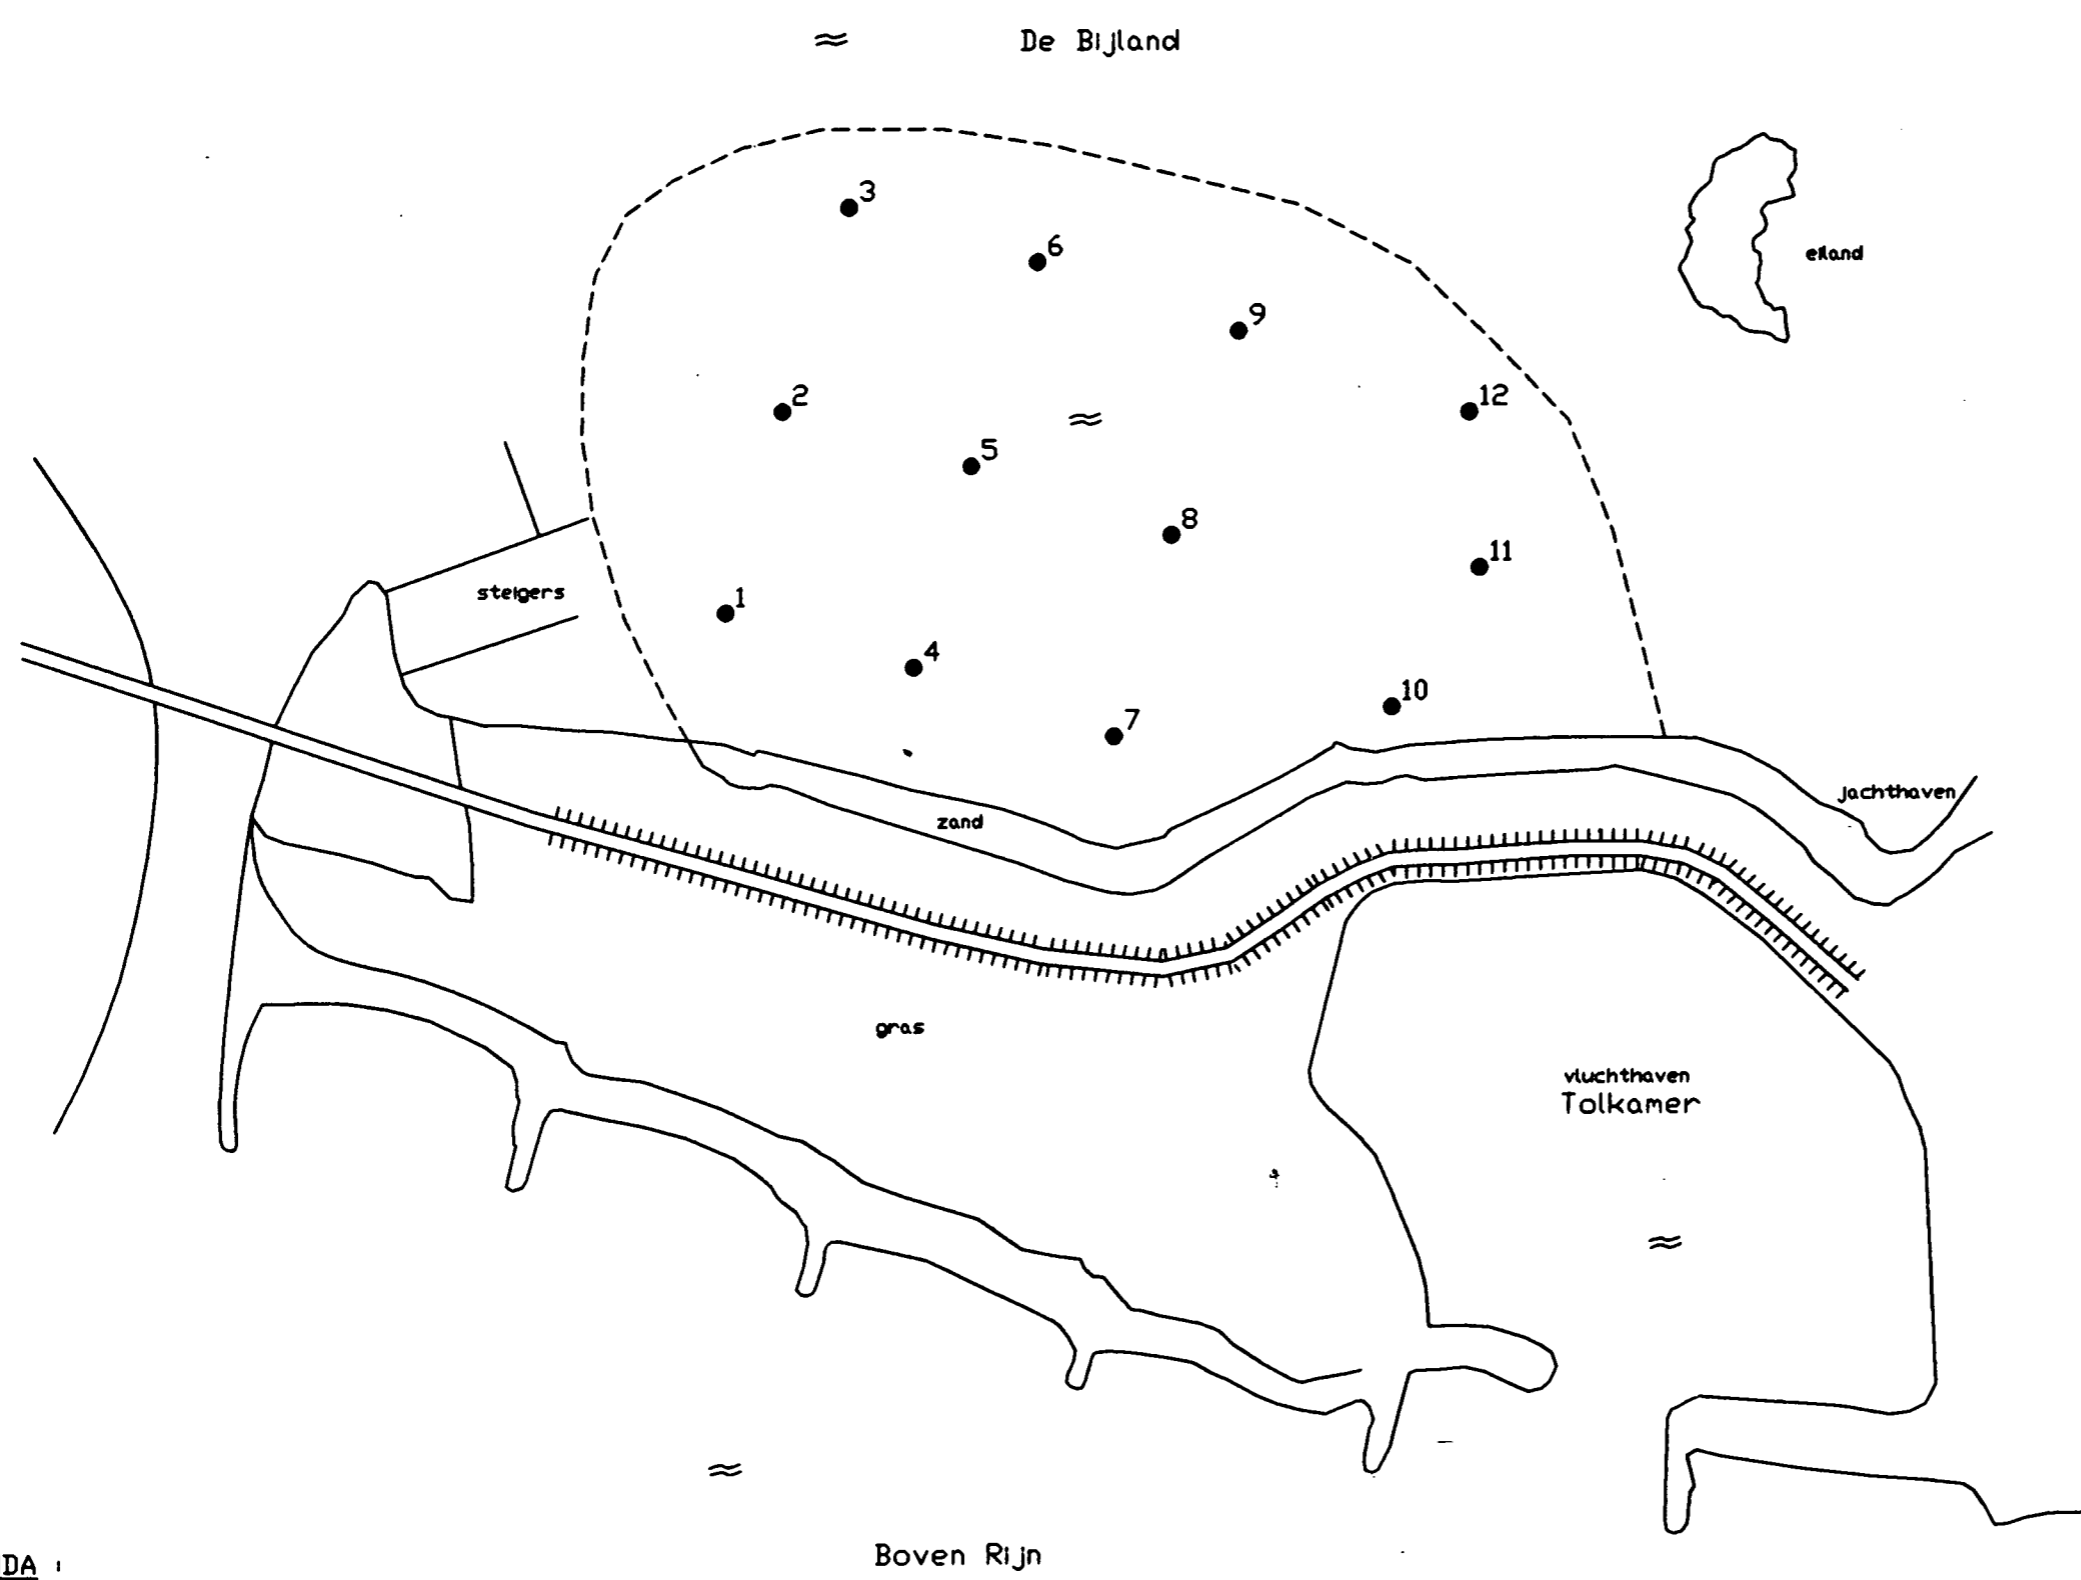 De Bijland
3
6
eiland
9
2
12
5
8
11
steigers
1
4
10
7
jachthaven
zand
gras
vluchthaven
Tolkamer
Boven Rijn
DA :